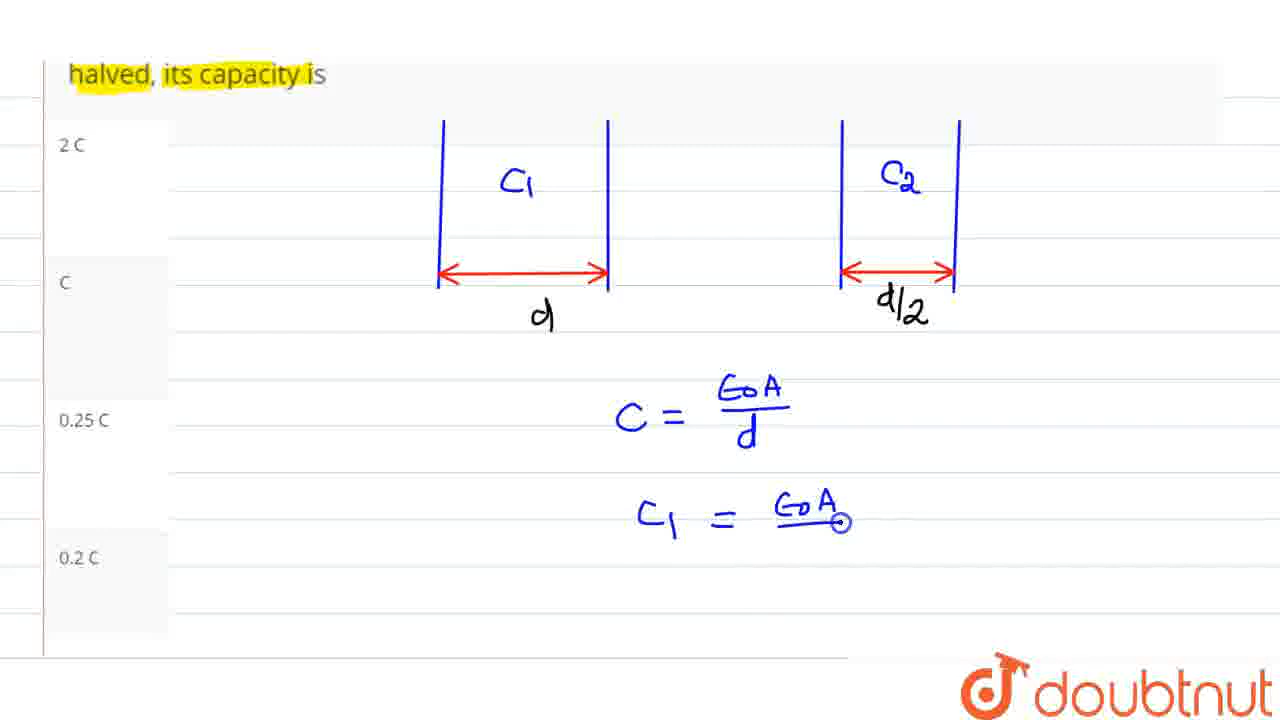 halved, its capacity is
2 C
C₁
C₂
C
d
d/2
C = ϵ₀A / d
0.25 C
C₁ = ϵ₀A
0.2 C
doubtnut